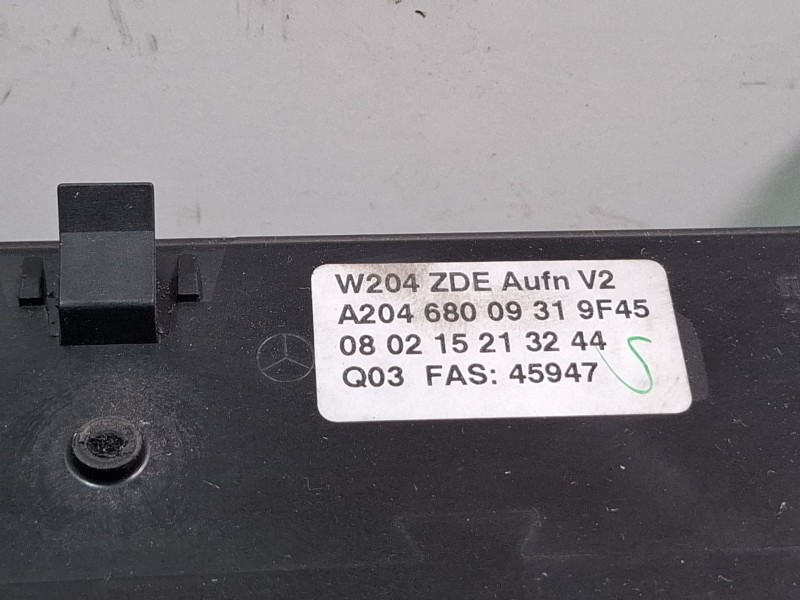 W204 ZDE Aufn V2
A204 680 09 31 9F45
08 02 15 21 32 44
Q03 FAS: 45947